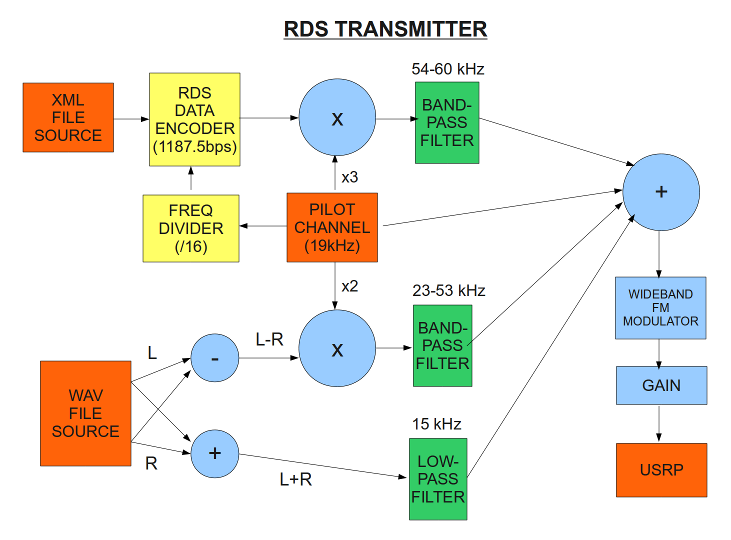 RDS TRANSMITTER
XML
FILE
SOURCE
RDS
DATA
ENCODER
(1187.5bps)
X
54-60 kHz
BAND-
PASS
FILTER
x3
FREQ
DIVIDER
(/16)
PILOT
CHANNEL
(19kHz)
+
x2
23-53 kHz
BAND-
PASS
FILTER
WIDEBAND
FM
MODULATOR
L
-
L-R
X
WAV
FILE
SOURCE
GAIN
R
+
L+R
15 kHz
LOW-
PASS
FILTER
USRP